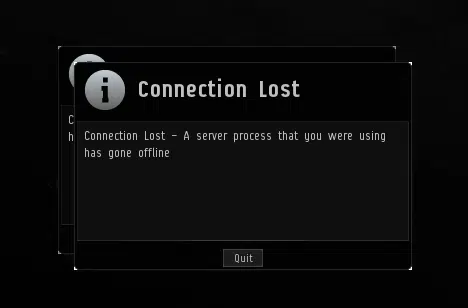 Connection Lost
Connection Lost - A server process that you were using
has gone offline
Quit
C
h